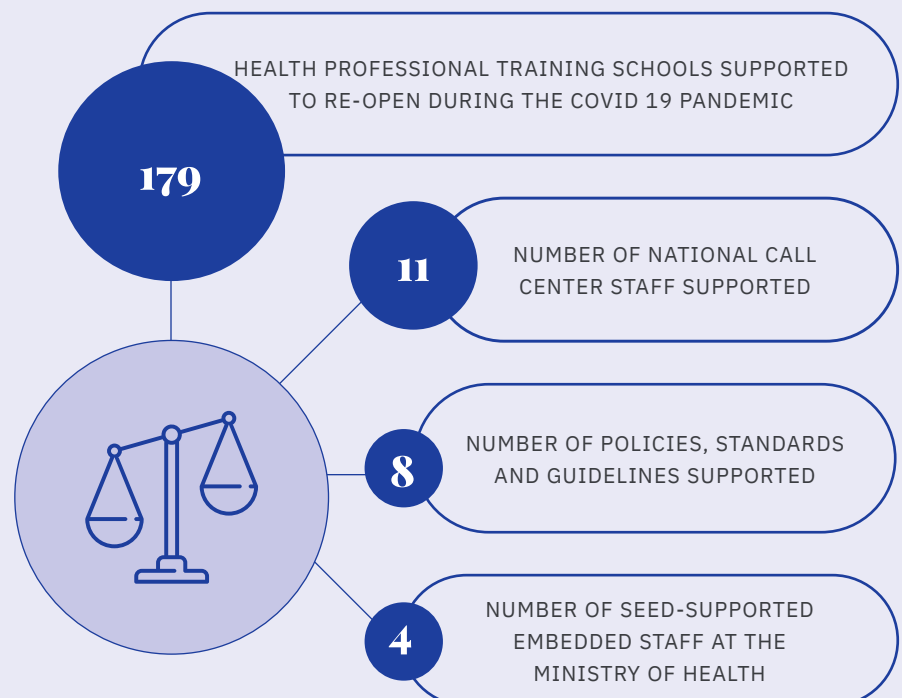 HEALTH PROFESSIONAL TRAINING SCHOOLS SUPPORTED
TO RE-OPEN DURING THE COVID 19 PANDEMIC
179
11
NUMBER OF NATIONAL CALL
CENTER STAFF SUPPORTED
8
NUMBER OF POLICIES, STANDARDS
AND GUIDELINES SUPPORTED
4
NUMBER OF SEED-SUPPORTED
EMBEDDED STAFF AT THE
MINISTRY OF HEALTH